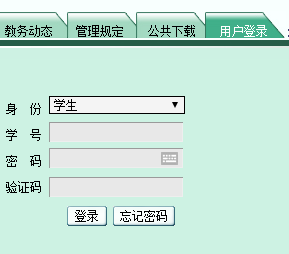 教务动态 管理规定 公共下载 用户登录
身 份 学生
学 号
密 码
验证码
登录 忘记密码